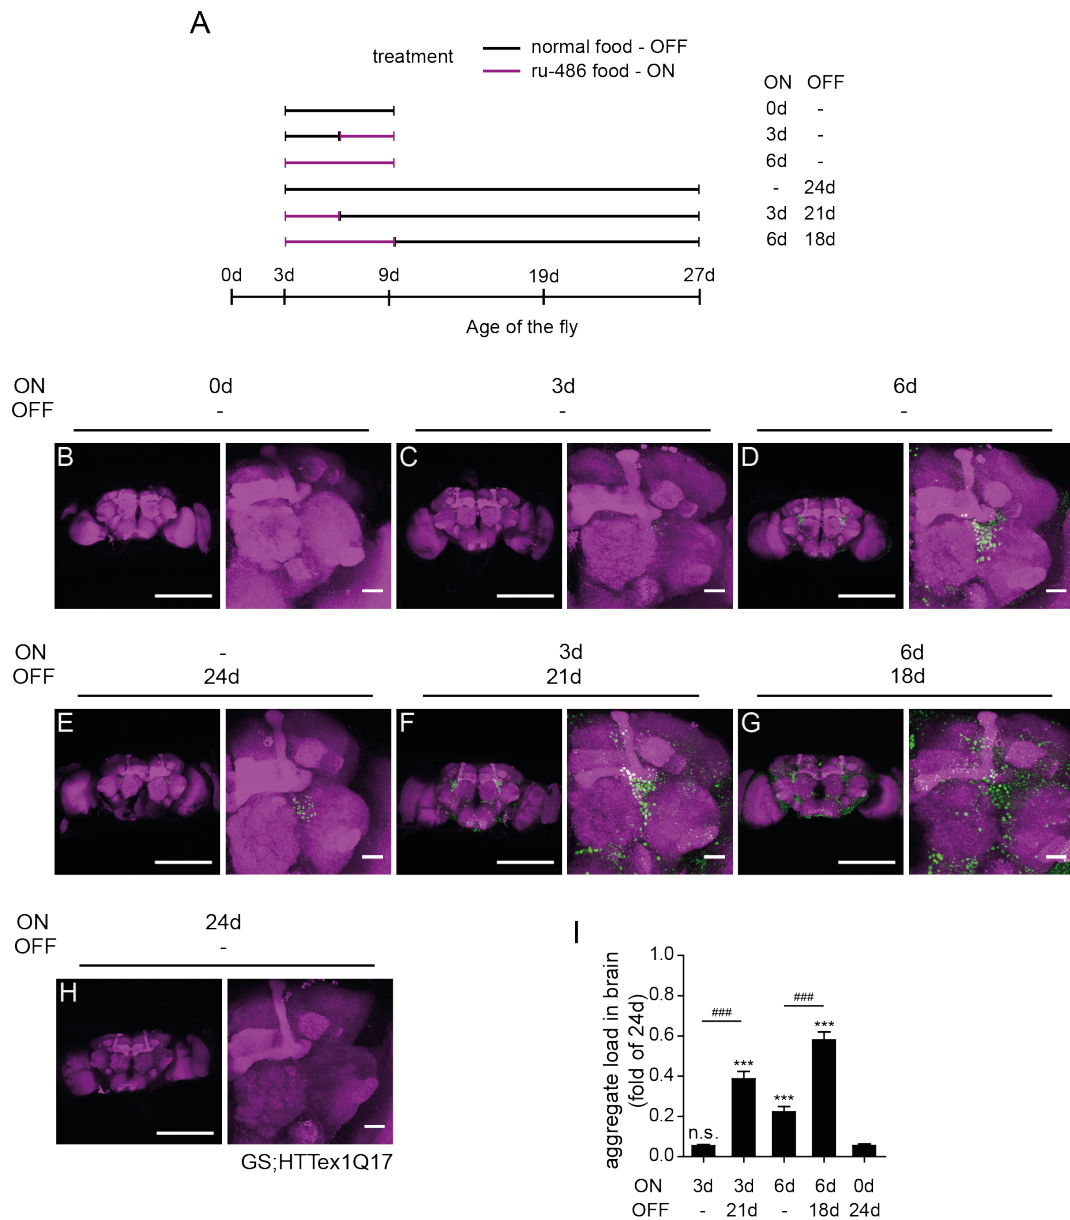 A
treatment
normal food - OFF
ru-486 food - ON
ON OFF
0d -
3d -
6d -
- 24d
3d 21d
6d 18d
0d 3d 9d 19d 27d
Age of the fly
ON 0d 3d 6d
OFF - - -
B C D
ON - 3d 6d
OFF 24d 21d 18d
E F G
ON 24d
OFF -
H
GS;HTTex1Q17
I
aggregate load in brain
(fold of 24d)
1.0
0.8
0.6
0.4
0.2
0.0
### ###
n.s. *** *** ***
ON 3d 3d 6d 6d 0d
OFF - 21d - 18d 24d